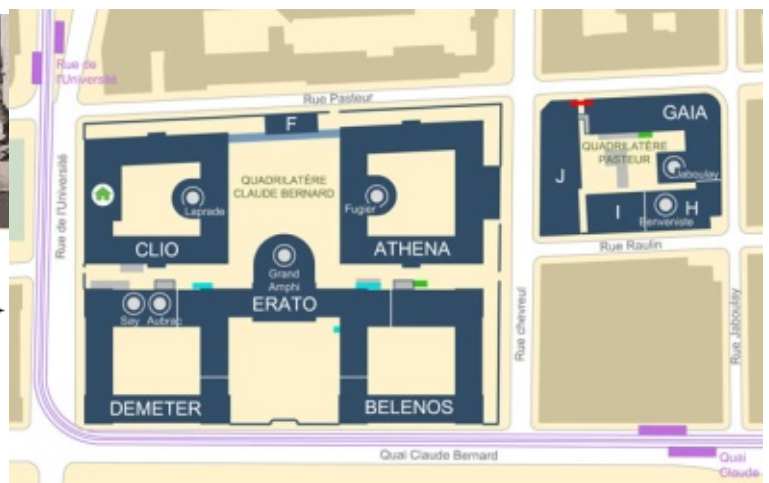 Rue de
l'Université
Rue Pasteur
F
GAIA
QUADRILATÈRE
CLAUDE BERNARD
QUADRILATÈRE
PASTEUR
J
Jaboulay
Laprade
Fugier
I
H
Benveniste
Rue de l'Université
CLIO
ATHENA
Rue Raulin
Grand
Amphi
ERATO
Say
Aubrac
Rue chevreul
Rue Jaboulay
DEMETER
BELENOS
Quai Claude Bernard
Quai
Claude